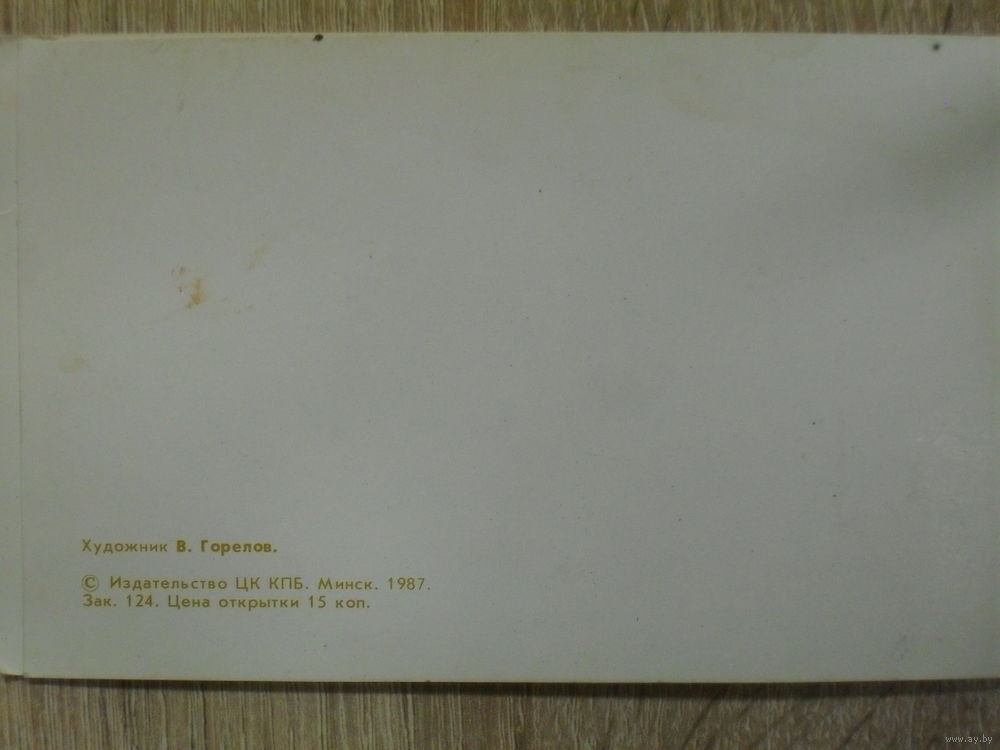 Художник В. Горелов.
© Издательство ЦК КПБ. Минск. 1987.
Зак. 124. Цена открытки 15 коп.
www.ay.by